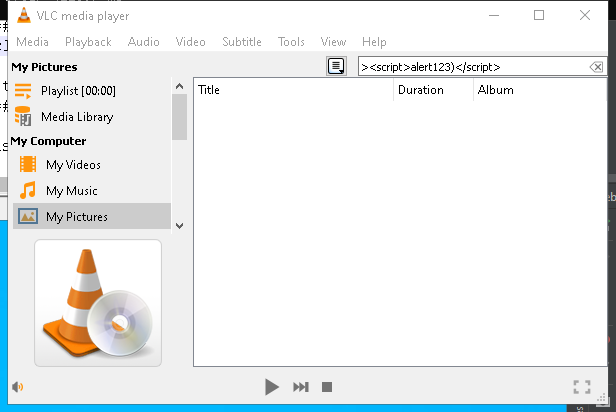 VLC media player
Media Playback Audio Video Subtitle Tools View Help
My Pictures
><script>alert123)</script>
Playlist [00:00]
Media Library
My Computer
My Videos
My Music
My Pictures
Title Duration Album